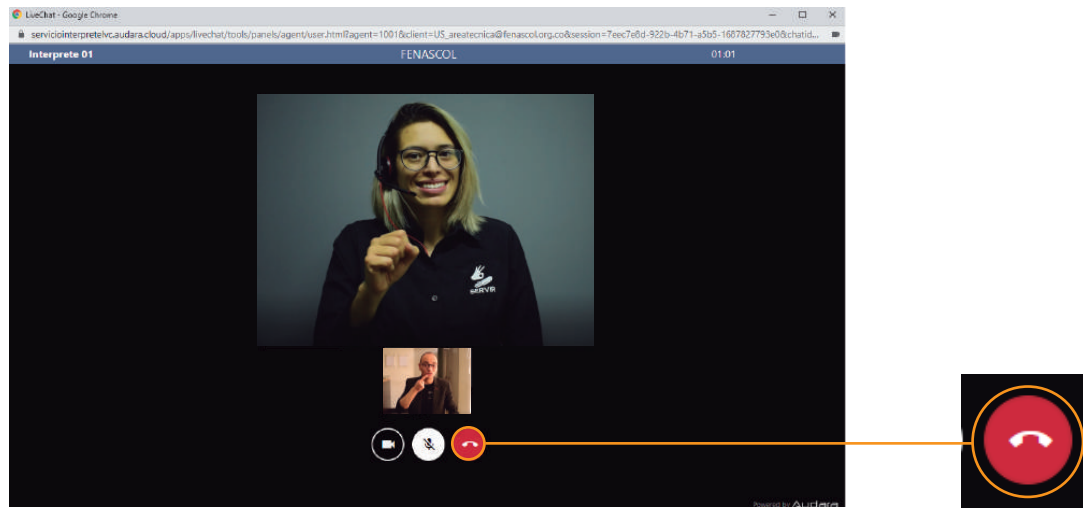 LiveChat - Google Chrome
serviciointerpretelvc.audara.cloud/apps/livechat/tools/panels/agent/user.html?agent=1001&client=US_areatecnica@fenascol.org.co&session=7eec7e8d-922b-4b71-a5b5-1687827793e0&chatid...
Interprete 01 FENASCOL 01:01
SERVIR
Powered by Audara